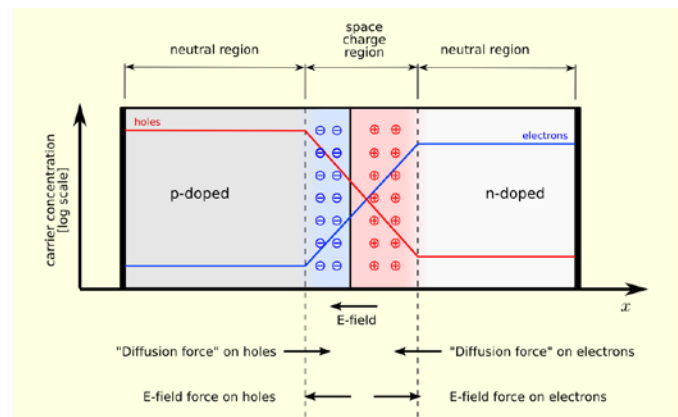 space
charge
region
neutral region
neutral region
holes
electrons
p-doped
n-doped
carrier concentration
[log scale]
⊖ ⊖ ⊕ ⊕
⊖ ⊖ ⊕ ⊕
⊖ ⊖ ⊕ ⊕
⊖ ⊖ ⊕ ⊕
⊖ ⊖ ⊕ ⊕
⊖ ⊖ ⊕ ⊕
⊖ ⊖ ⊕ ⊕
E-field
x
"Diffusion force" on holes
"Diffusion force" on electrons
E-field force on holes
E-field force on electrons